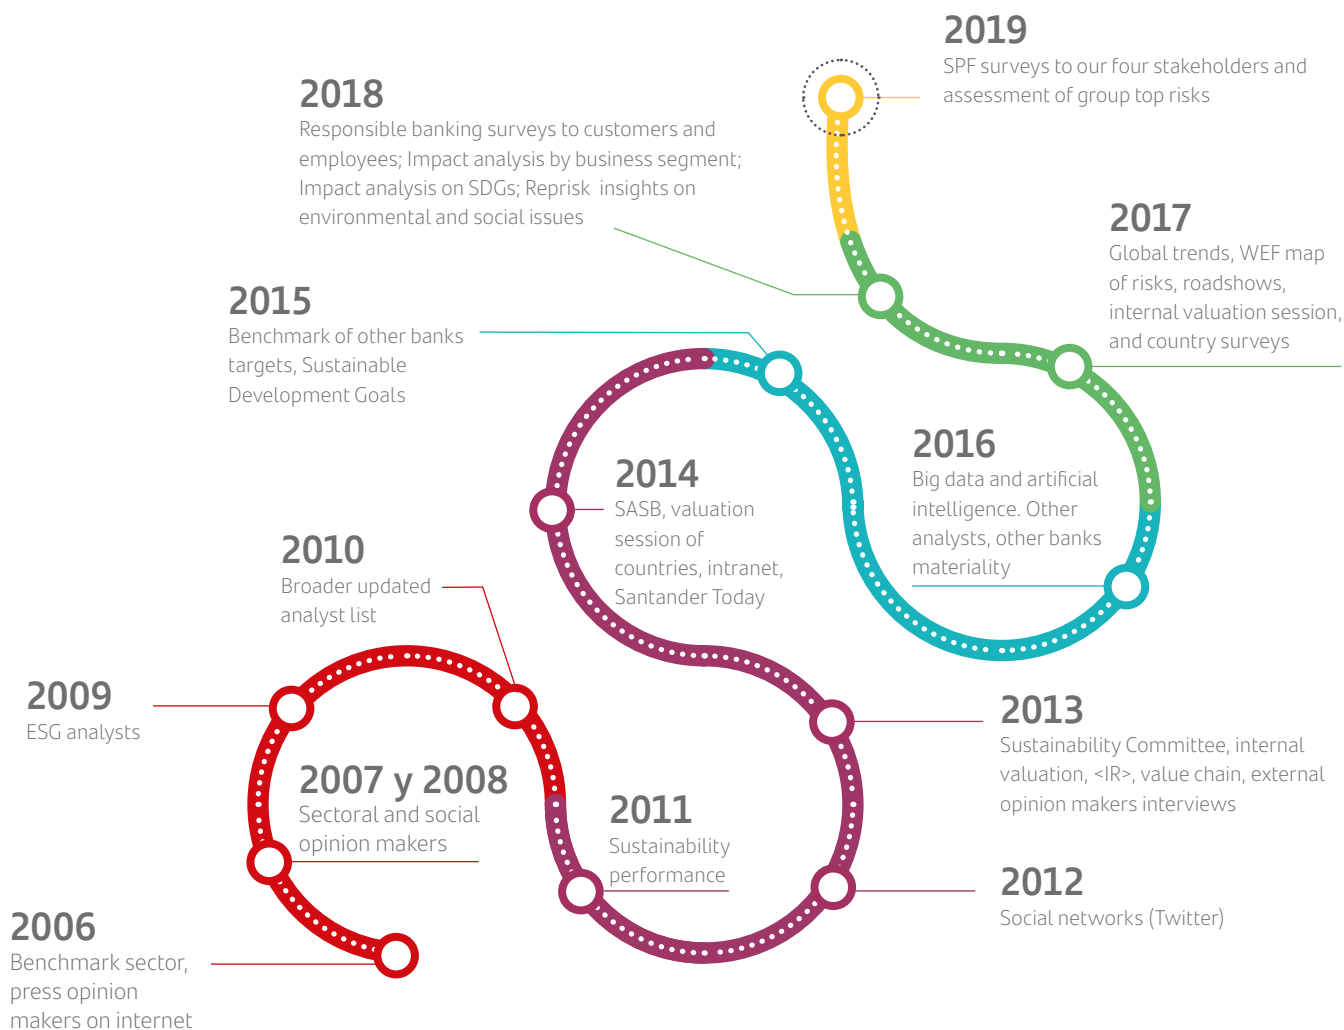 2019
SPF surveys to our four stakeholders and
assessment of group top risks
2018
Responsible banking surveys to customers and
employees; Impact analysis by business segment;
Impact analysis on SDGs; Reprisk insights on
environmental and social issues
2017
Global trends, WEF map
of risks, roadshows,
internal valuation session,
and country surveys
2015
Benchmark of other banks
targets, Sustainable
Development Goals
2016
Big data and artificial
intelligence. Other
analysts, other banks
materiality
2014
SASB, valuation
session of
countries, intranet,
Santander Today
2010
Broader updated
analyst list
2009
ESG analysts
2013
Sustainability Committee, internal
valuation, <IR>, value chain, external
opinion makers interviews
2007 y 2008
Sectoral and social
opinion makers
2011
Sustainability
performance
2012
Social networks (Twitter)
2006
Benchmark sector,
press opinion
makers on internet